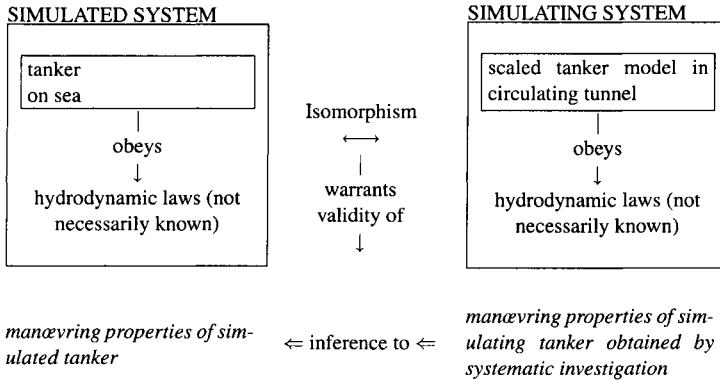 SIMULATED SYSTEM
tanker
on sea
|
obeys
↓
hydrodynamic laws (not
necessarily known)
Isomorphism
⟷
|
warrants
validity of
↓
SIMULATING SYSTEM
scaled tanker model in
circulating tunnel
|
obeys
↓
hydrodynamic laws (not
necessarily known)
manœvring properties of sim-
ulated tanker
⇐ inference to ⇐
manœvring properties of sim-
ulating tanker obtained by
systematic investigation